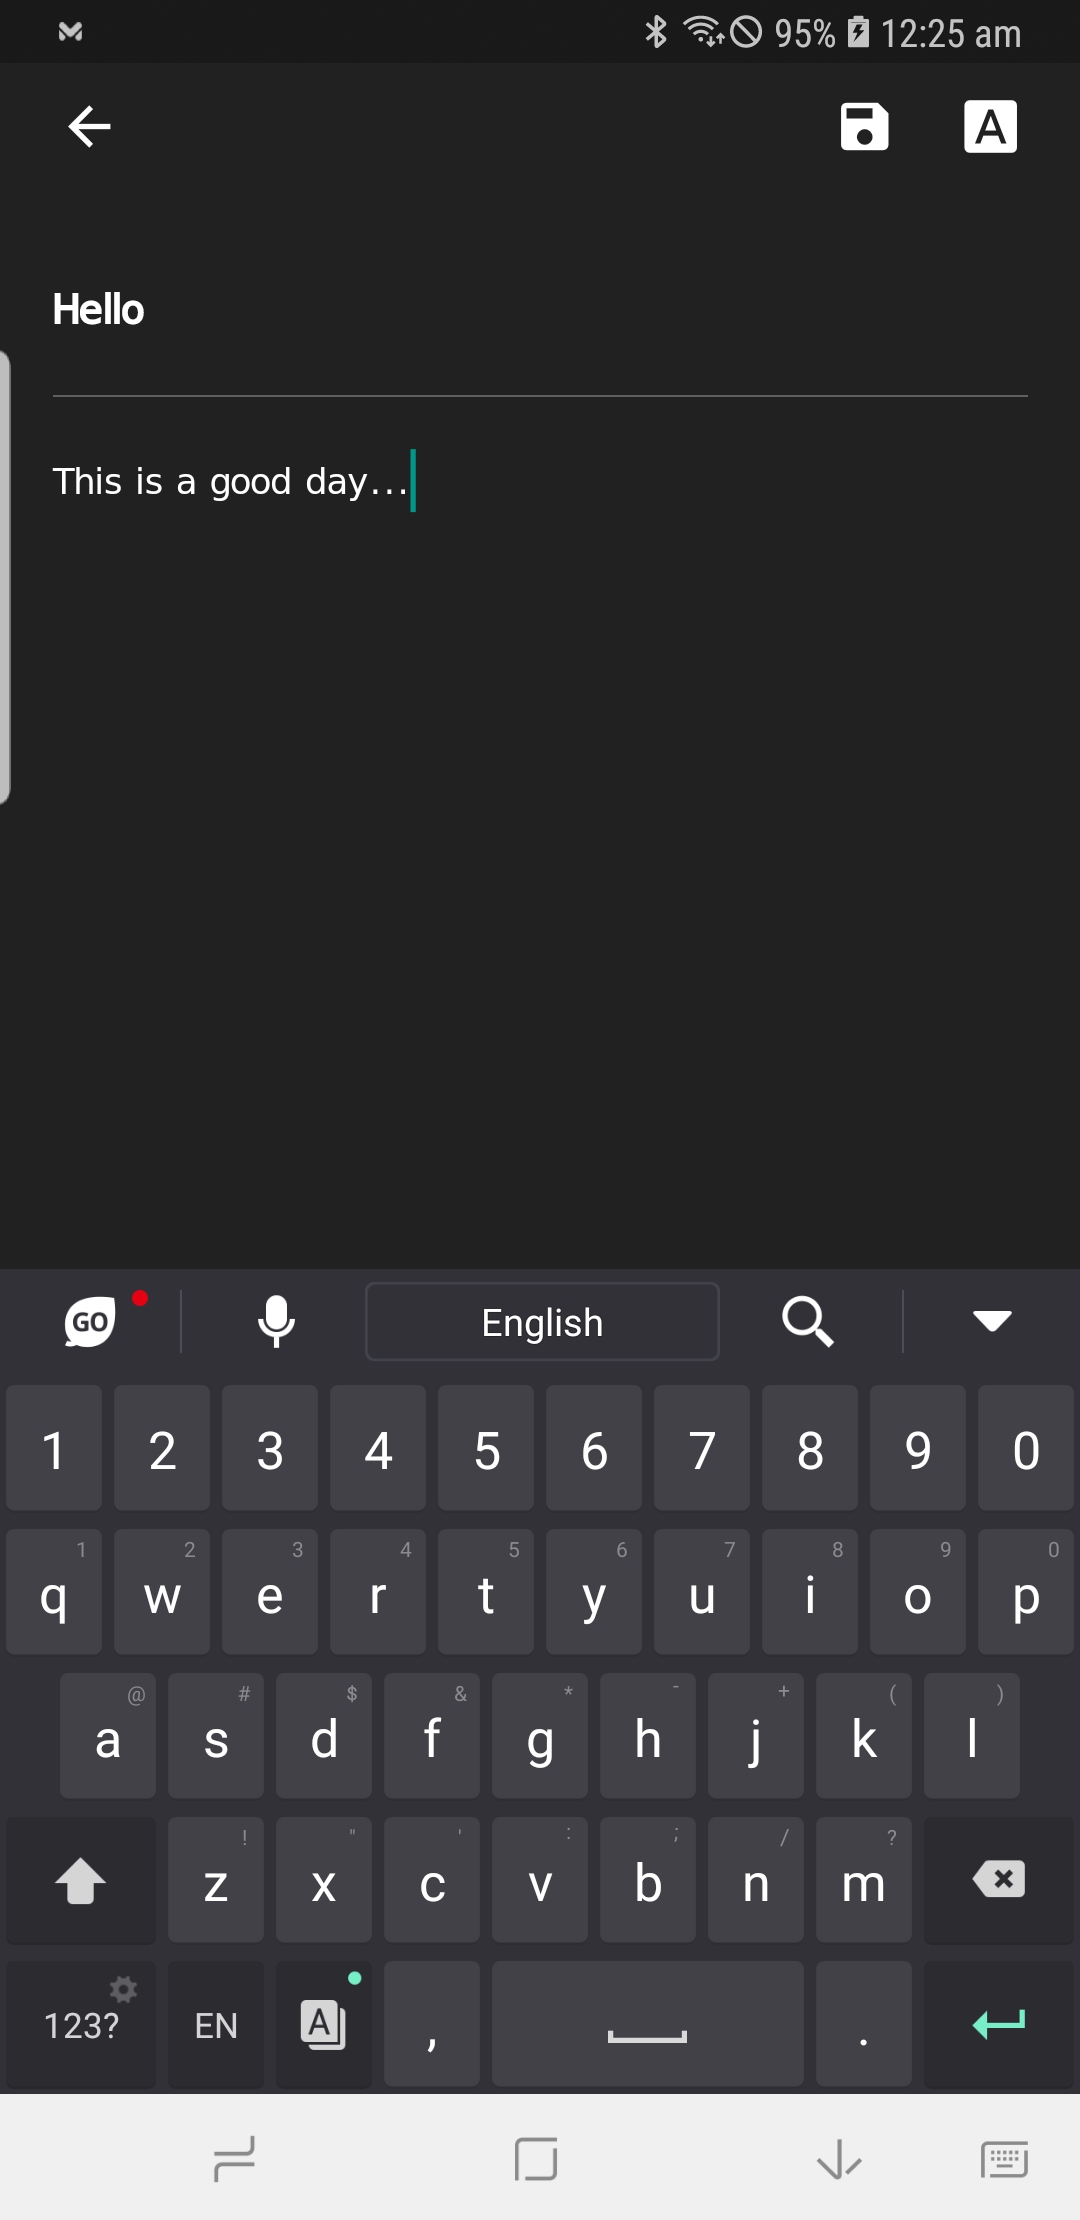 95% 12:25 am
A
Hello
This is a good day...
GO English
1 2 3 4 5 6 7 8 9 0
1 2 3 4 5 6 7 8 9 0
q w e r t y u i o p
@ # $ & * - + ( )
a s d f g h j k l
! " ' : ; / ?
z x c v b n m
123? EN A , .